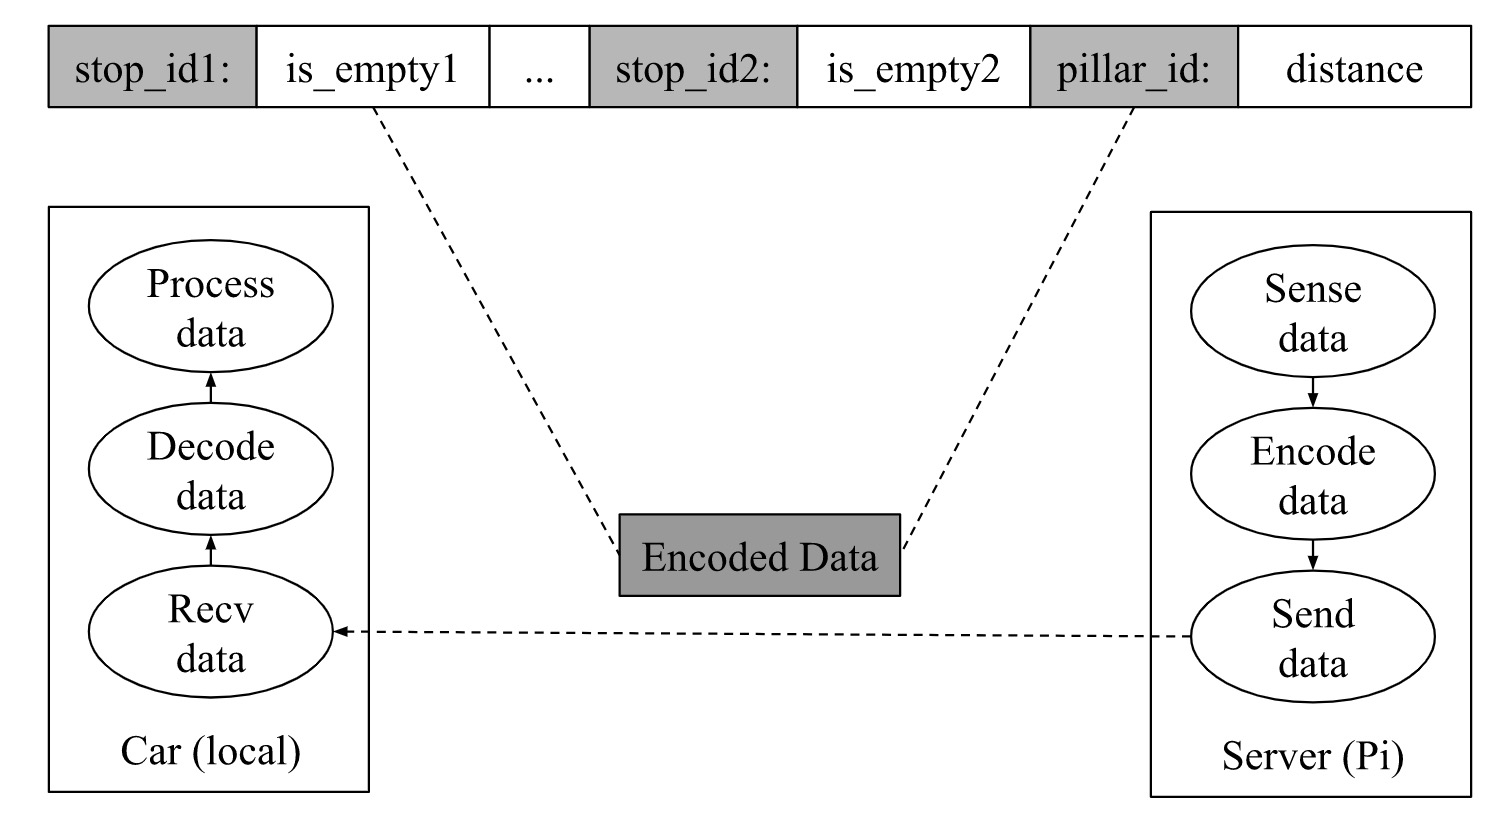 stop_id1: is_empty1 ... stop_id2: is_empty2 pillar_id: distance
Process
data
Decode
data
Recv
data
Car (local)
Encoded Data
Sense
data
Encode
data
Send
data
Server (Pi)